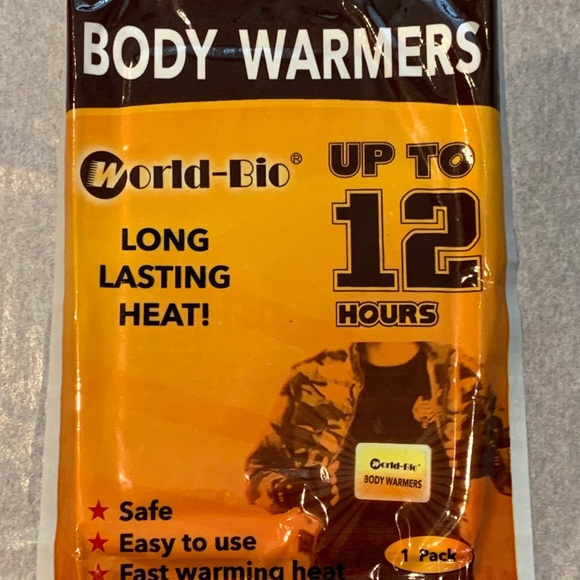 BODY WARMERS
World-Bio®
UP TO
12
HOURS
LONG
LASTING
HEAT!
World-Bio®
BODY WARMERS
Safe
Easy to use
Fast warming heat
1 Pack